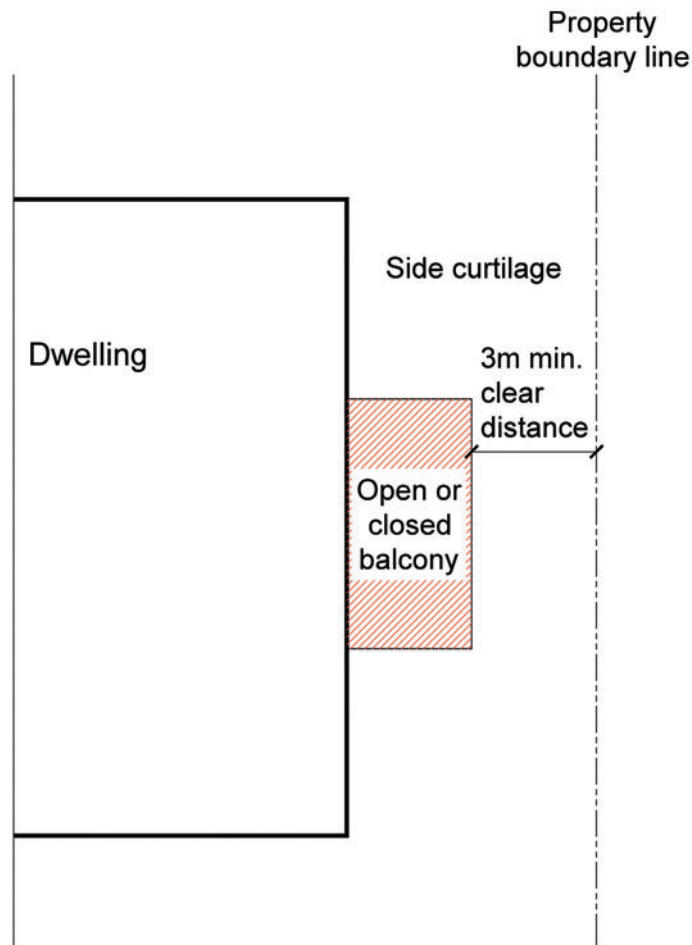 Property
boundary line
Side curtilage
Dwelling
3m min.
clear
distance
Open or
closed
balcony